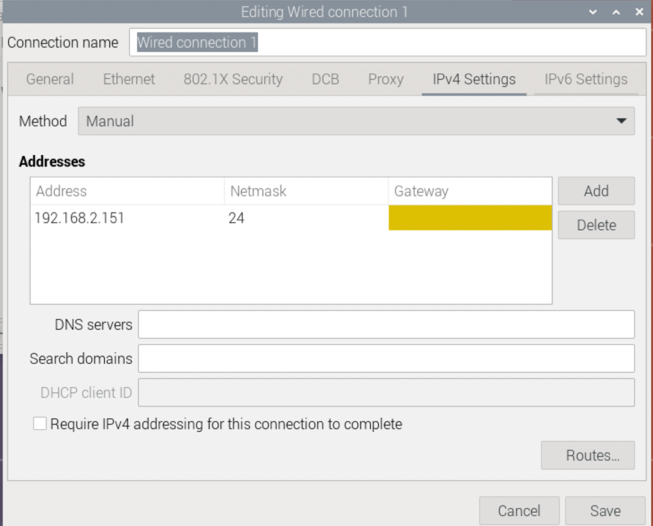 Editing Wired connection 1
Connection name Wired connection 1
General Ethernet 802.1X Security DCB Proxy IPv4 Settings IPv6 Settings
Method Manual
Addresses
Address Netmask Gateway Add
192.168.2.151 24 Delete
DNS servers
Search domains
DHCP client ID
Require IPv4 addressing for this connection to complete
Routes...
Cancel Save